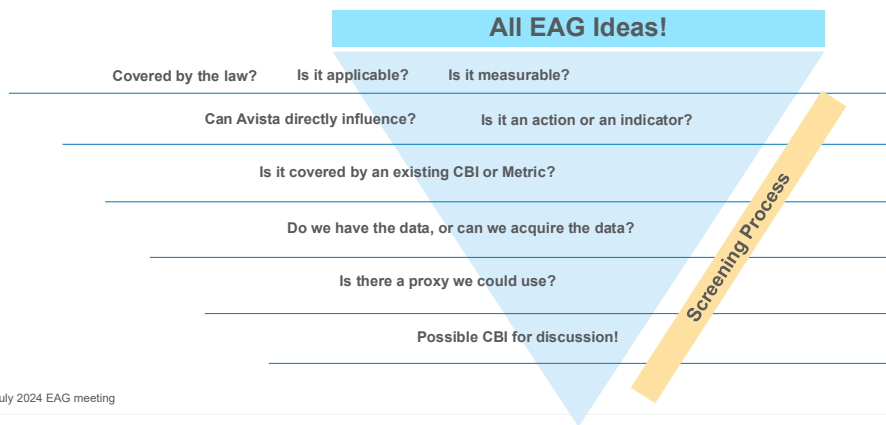 All EAG Ideas!
Covered by the law? Is it applicable? Is it measurable?
Can Avista directly influence? Is it an action or an indicator?
Is it covered by an existing CBI or Metric?
Do we have the data, or can we acquire the data?
Is there a proxy we could use?
Possible CBI for discussion!
Screening Process
uly 2024 EAG meeting